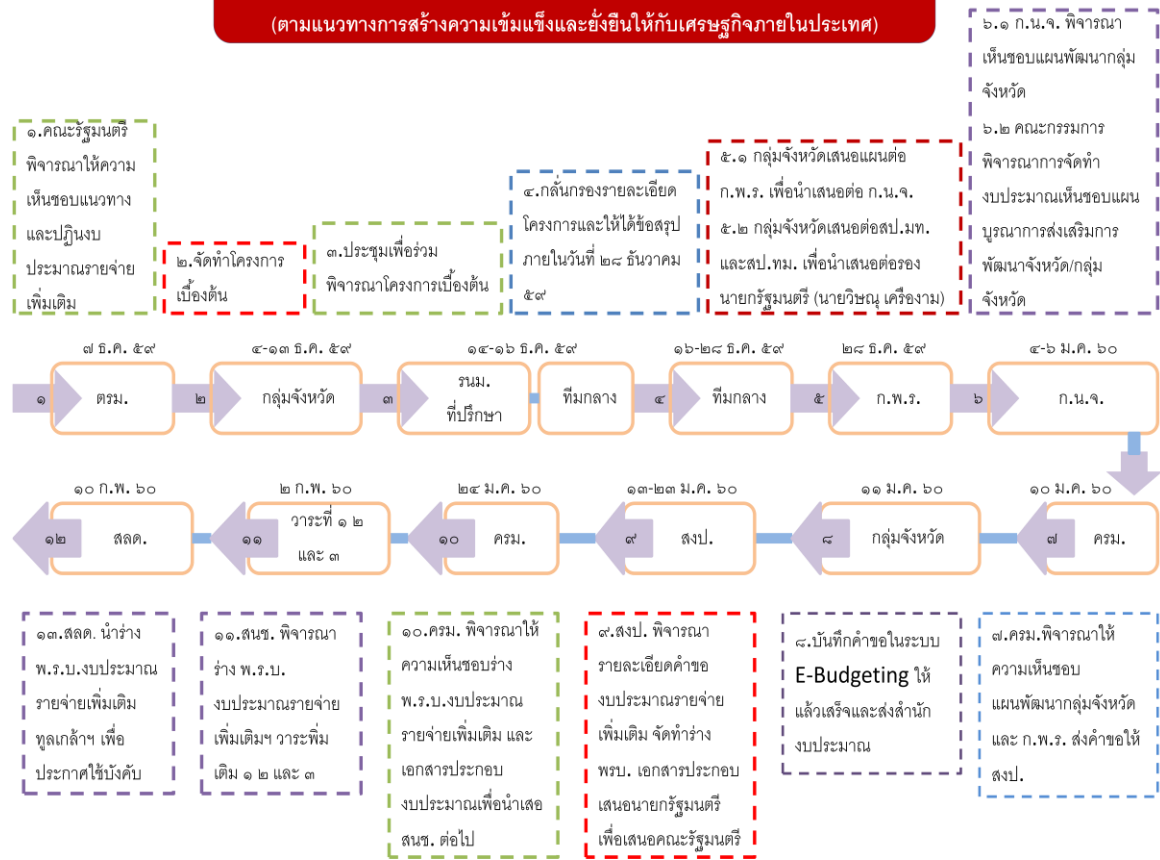 (ตามแนวทางการสร้างความเข้มแข็งและยั่งยืนให้กับเศรษฐกิจภายในประเทศ)
๑.คณะรัฐมนตรี
พิจารณาให้ความ
เห็นชอบแนวทาง
และปฏินงบ
ประมาณรายจ่าย
เพิ่มเติม
๒.จัดทำโครงการ
เบื้องต้น
๓.ประชุมเพื่อร่วม
พิจารณาโครงการเบื้องต้น
๔.กลั่นกรองรายละเอียด
โครงการและให้ได้ข้อสรุป
ภายในวันที่ ๒๘ ธันวาคม
๕๙
๕.๑ กลุ่มจังหวัดเสนอแผนต่อ
ก.พ.ร. เพื่อนำเสนอต่อ ก.น.จ.
๕.๒ กลุ่มจังหวัดเสนอต่อสป.มท.
และสป.ทม. เพื่อนำเสนอต่อรอง
นายกรัฐมนตรี (นายวิษณุ เครืองาม)
๖.๑ ก.น.จ. พิจารณา
เห็นชอบแผนพัฒนากลุ่ม
จังหวัด
๖.๒ คณะกรรมการ
พิจารณาการจัดทำ
งบประมาณเห็นชอบแผน
บูรณาการส่งเสริมการ
พัฒนาจังหวัด/กลุ่ม
จังหวัด
๗ ธ.ค. ๕๙
๔-๑๓ ธ.ค. ๕๙
๑๔-๑๖ ธ.ค. ๕๙
๑๖-๒๘ ธ.ค. ๕๙
๒๘ ธ.ค. ๕๙
๔-๖ ม.ค. ๖๐
๑
ตรม.
๒
กลุ่มจังหวัด
๓
รนม.
ที่ปรึกษา
ทีมกลาง
๔
ทีมกลาง
๕
ก.พ.ร.
๖
ก.น.จ.
๑๐ ก.พ. ๖๐
๒ ก.พ. ๖๐
๒๔ ม.ค. ๖๐
๑๓-๒๓ ม.ค. ๖๐
๑๑ ม.ค. ๖๐
๑๐ ม.ค. ๖๐
๑๒
สลด.
๑๑
วาระที่ ๑ ๒
และ ๓
๑๐
ครม.
๙
สงป.
๘
กลุ่มจังหวัด
๗
ครม.
๑๓.สลด. นำร่าง
พ.ร.บ.งบประมาณ
รายจ่ายเพิ่มเติม
ทูลเกล้าฯ เพื่อ
ประกาศใช้บังคับ
๑๑.สนช. พิจารณา
ร่าง พ.ร.บ.
งบประมาณรายจ่าย
เพิ่มเติมฯ วาระพิ่ม
เติม ๑ ๒ และ ๓
๑๐.ครม. พิจารณาให้
ความเห็นชอบร่าง
พ.ร.บ.งบประมาณ
รายจ่ายเพิ่มเติม และ
เอกสารประกอบ
งบประมาณเพื่อนำเสอ
สนช. ต่อไป
๙.สงป. พิจารณา
รายละเอียดคำขอ
งบประมาณรายจ่าย
เพิ่มเติม จัดทำร่าง
พรบ. เอกสารประกอบ
เสนอนายกรัฐมนตรี
เพื่อเสนอคณะรัฐมนตรี
๘.บันทึกคำขอในระบบ
E-Budgeting ให้
แล้วเสร็จและส่งสำนัก
งบประมาณ
๗.ครม.พิจารณาให้
ความเห็นชอบ
แผนพัฒนากลุ่มจังหวัด
และ ก.พ.ร. ส่งคำขอให้
สงป.